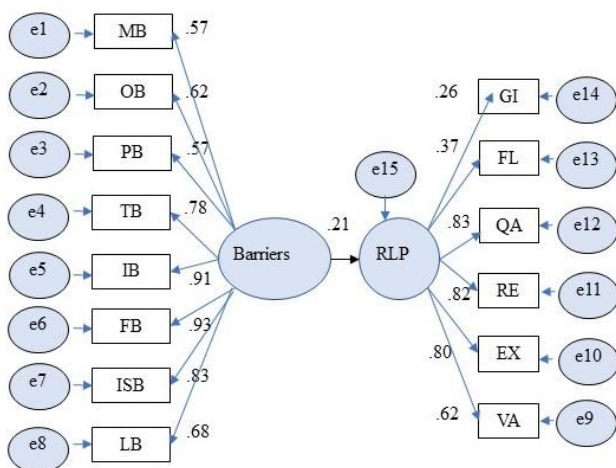 e1
MB
.57
e2
OB
.62
e3
PB
.57
e4
TB
.78
e5
IB
.91
e6
FB
.93
e7
ISB
.83
e8
LB
.68
Barriers
.21
e15
RLP
.26
GI
e14
.37
FL
e13
.83
QA
e12
.82
RE
e11
.80
EX
e10
.62
VA
e9